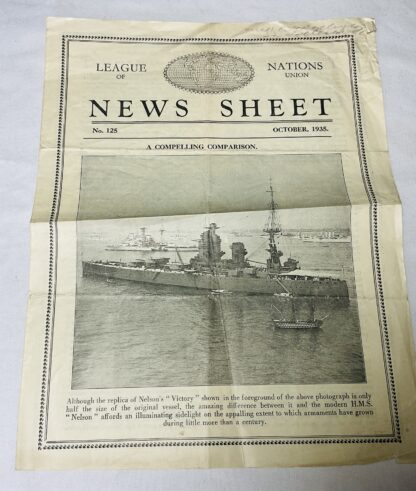 LEAGUE NATIONS
OF UNION
NEWS SHEET
No. 125 OCTOBER, 1935.
A COMPELLING COMPARISON.
Although the replica of Nelson's "Victory" shown in the foreground of the above photograph is only
half the size of the original vessel, the amazing difference between it and the modern H.M.S.
"Nelson" affords an illuminating sidelight on the appalling extent to which armaments have grown
during little more than a century.